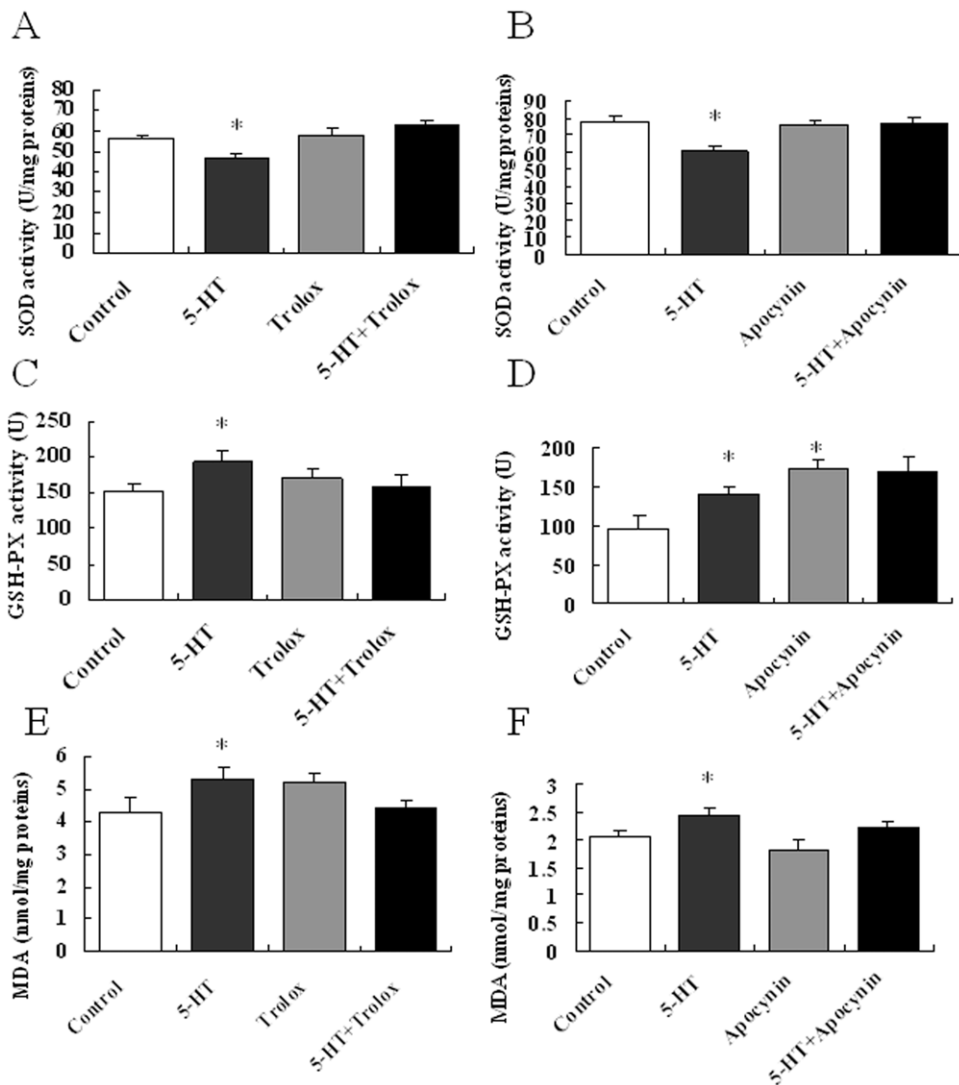 A
SOD activity (U/mg proteins)
80
70
60
50
40
30
20
10
0
*
Control
5-HT
Trolox
5-HT+Trolox
B
SOD activity (U/mg proteins)
90
80
70
60
50
40
30
20
10
0
*
Control
5-HT
Apocynin
5-HT+Apocynin
C
GSH-PX activity (U)
250
200
150
100
50
0
*
Control
5-HT
Trolox
5-HT+Trolox
D
GSH-PX activity (U)
200
150
100
50
0
*
*
Control
5-HT
Apocynin
5-HT+Apocynin
E
MDA (nmol/mg proteins)
6
5
4
3
2
1
0
*
Control
5-HT
Trolox
5-HT+Trolox
F
MDA (nmol/mg proteins)
3
2.5
2
1.5
1
0.5
0
*
Control
5-HT
Apocynin
5-HT+Apocynin